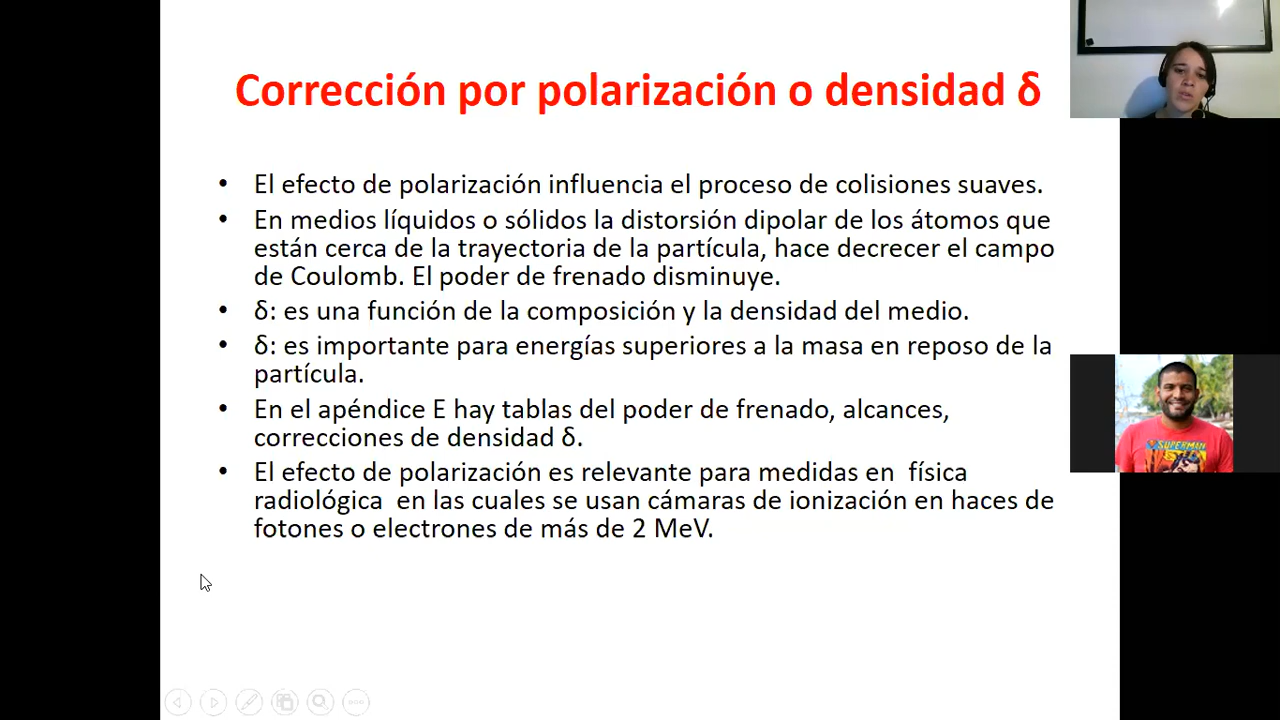 Corrección por polarización o densidad δ
• El efecto de polarización influencia el proceso de colisiones suaves.
• En medios líquidos o sólidos la distorsión dipolar de los átomos que
están cerca de la trayectoria de la partícula, hace decrecer el campo
de Coulomb. El poder de frenado disminuye.
• δ: es una función de la composición y la densidad del medio.
• δ: es importante para energías superiores a la masa en reposo de la
partícula.
• En el apéndice E hay tablas del poder de frenado, alcances,
correcciones de densidad δ.
• El efecto de polarización es relevante para medidas en  física
radiológica  en las cuales se usan cámaras de ionización en haces de
fotones o electrones de más de 2 MeV.
SUPERMAN